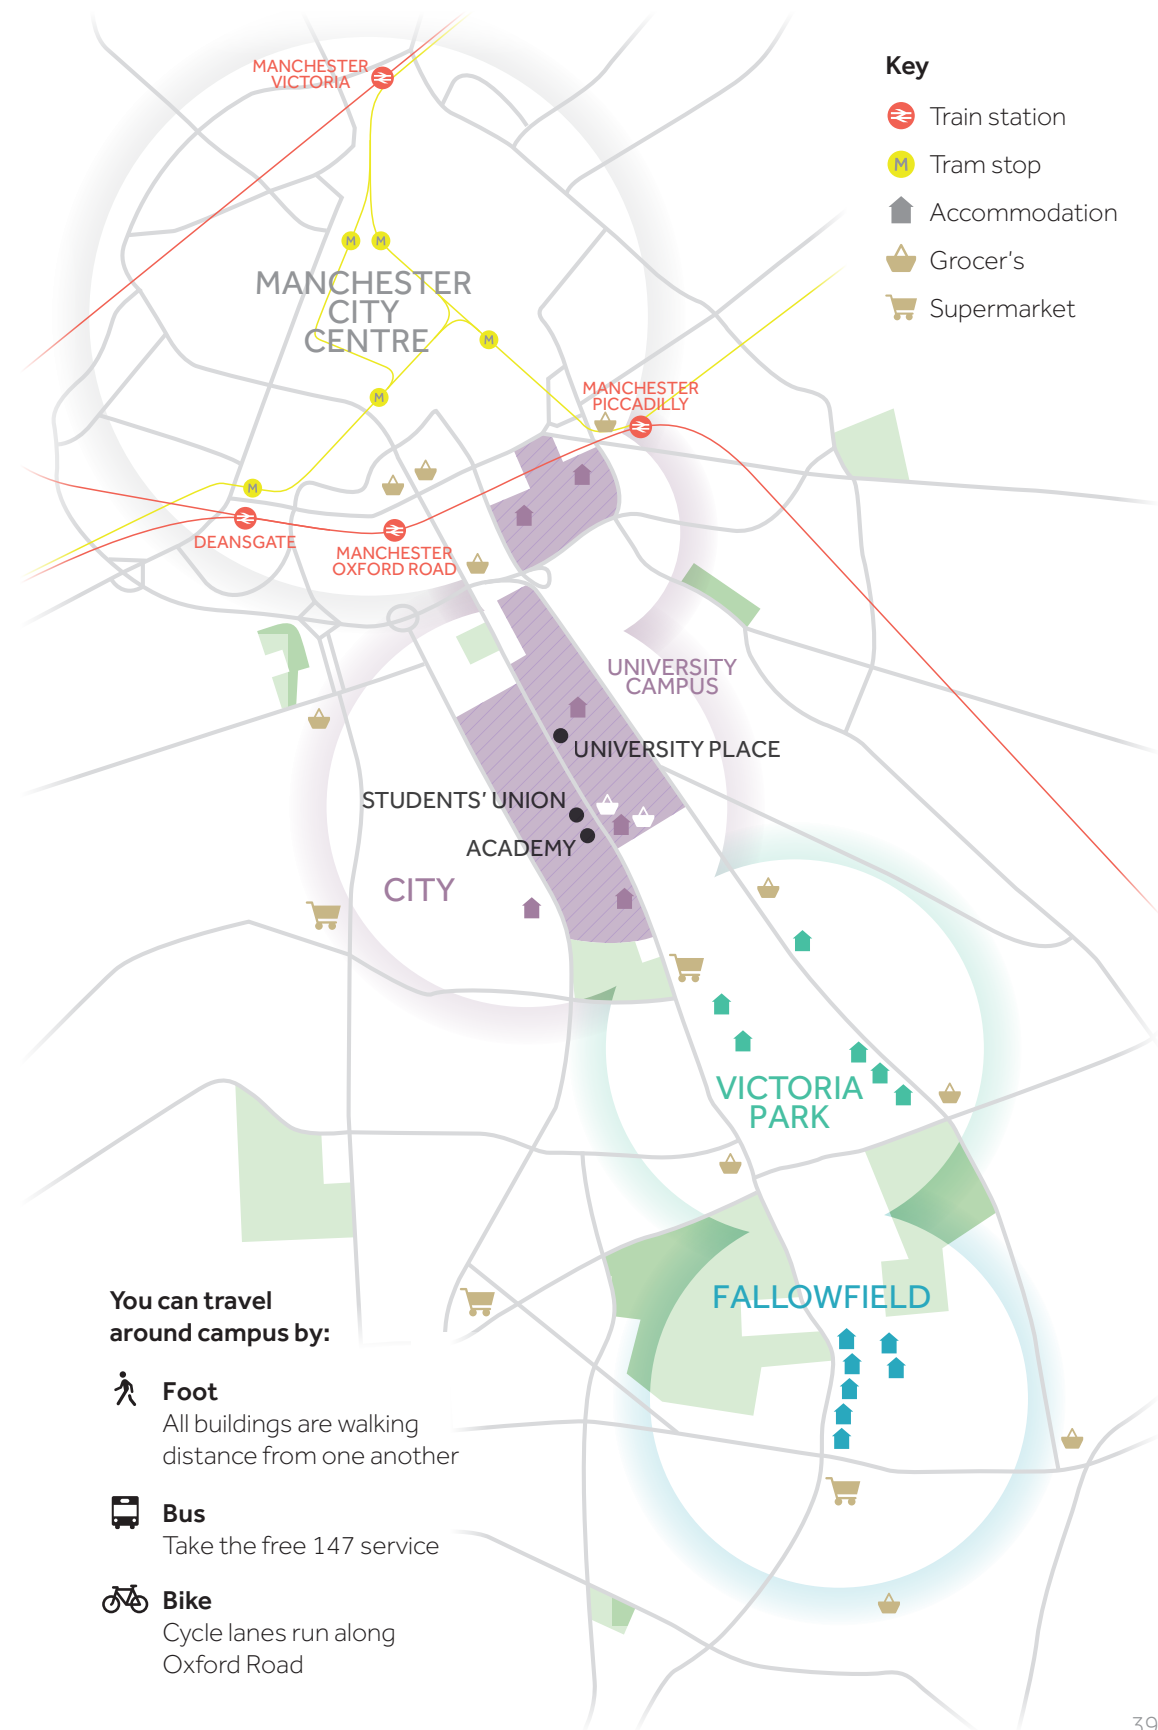 MANCHESTER
VICTORIA
Key
Train station
M
Tram stop
Accommodation
Grocer's
Supermarket
M
M
MANCHESTER
CITY
CENTRE
M
M
MANCHESTER
PICCADILLY
M
DEANSGATE
MANCHESTER
OXFORD ROAD
UNIVERSITY
CAMPUS
UNIVERSITY PLACE
STUDENTS' UNION
ACADEMY
CITY
VICTORIA
PARK
FALLOWFIELD
You can travel
around campus by:
Foot
All buildings are walking
distance from one another
Bus
Take the free 147 service
Bike
Cycle lanes run along
Oxford Road
39